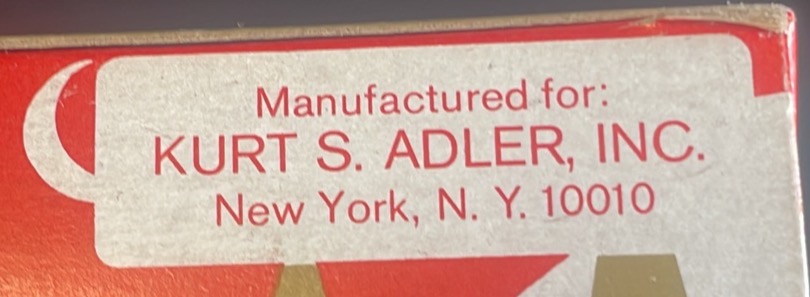 Manufactured for:
KURT S. ADLER, INC.
New York, N. Y. 10010